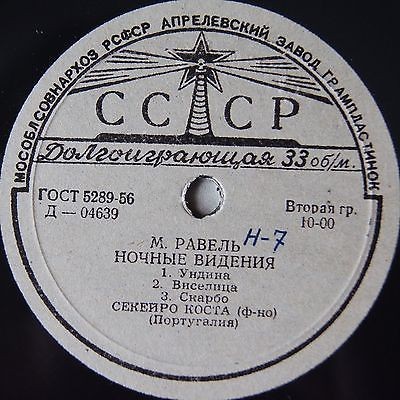 МОСОБЛСОВНАРХОЗ РСФСР АПРЕЛЕВСКИЙ ЗАВОД ГРАМПЛАСТИНОК
СССР
Долгоиграющая 33 об/м.
ГОСТ 5289-56
Д — 04639
Вторая гр.
10-00
Н-7
М. РАВЕЛЬ
НОЧНЫЕ ВИДЕНИЯ
1. Ундина
2. Виселица
3. Скарбо
СЕКЕЙРО КОСТА (ф-но)
(Португалия)